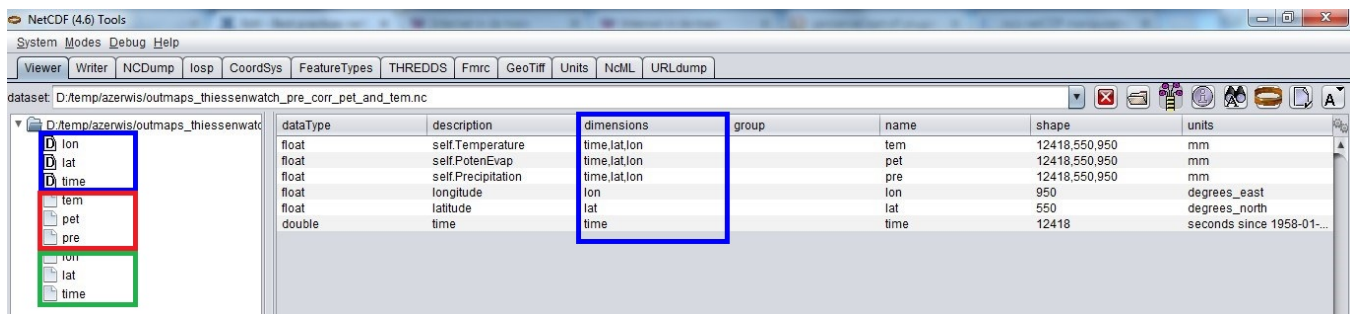 NetCDF (4.6) Tools
System Modes Debug Help
Viewer Writer NCDump Iosp CoordSys FeatureTypes THREDDS Fmrc GeoTiff Units NcML URLdump
dataset: D:/temp/azerwis/outmaps_thiessenwatch_pre_corr_pet_and_tem.nc
D:/temp/azerwis/outmaps_thiessenwatc
D lon
D lat
D time
tem
pet
pre
lon
lat
time
dataType description dimensions group name shape units
float self.Temperature time,lat,lon tem 12418,550,950 mm
float self.PotenEvap time,lat,lon pet 12418,550,950 mm
float self.Precipitation time,lat,lon pre 12418,550,950 mm
float longitude lon lon 950 degrees_east
float latitude lat lat 550 degrees_north
double time time time 12418 seconds since 1958-01-...